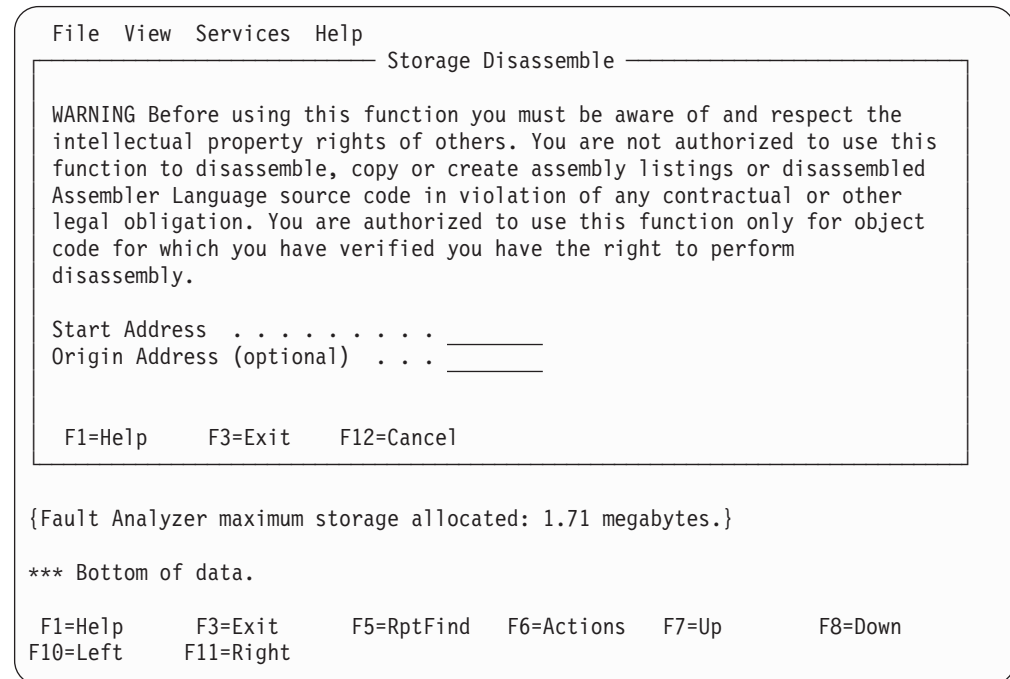 File View Services Help
Storage Disassemble
WARNING Before using this function you must be aware of and respect the
intellectual property rights of others. You are not authorized to use this
function to disassemble, copy or create assembly listings or disassembled
Assembler Language source code in violation of any contractual or other
legal obligation. You are authorized to use this function only for object
code for which you have verified you have the right to perform
disassembly.
Start Address . . . . . . . . .
Origin Address (optional) . . .
F1=Help F3=Exit F12=Cancel
{Fault Analyzer maximum storage allocated: 1.71 megabytes.}
*** Bottom of data.
F1=Help F3=Exit F5=RptFind F6=Actions F7=Up F8=Down
F10=Left F11=Right